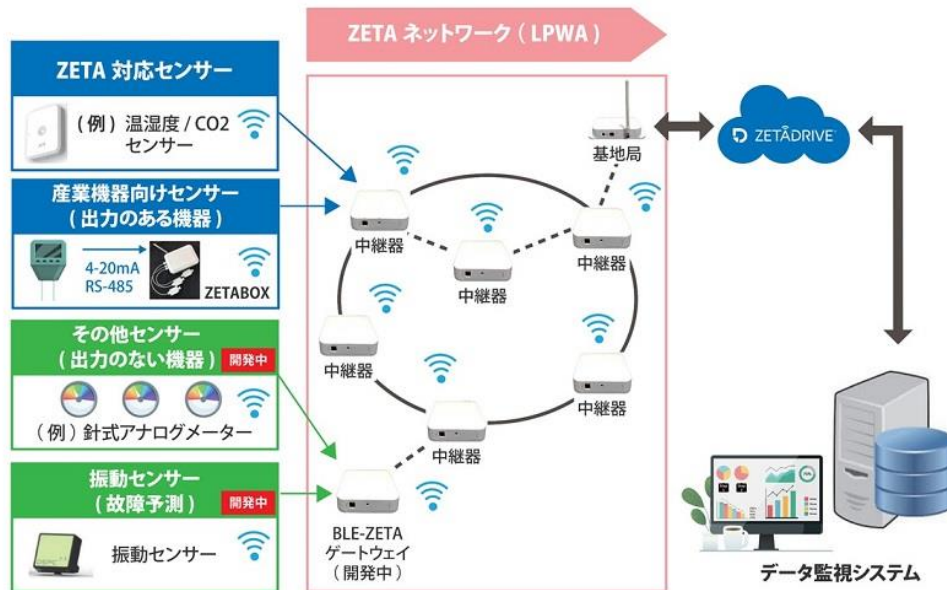 ZETA ネットワーク ( LPWA )
ZETA 対応センサー
( 例 ) 温湿度 / CO2
センサー
産業機器向けセンサー
( 出力のある機器 )
4-20mA
RS-485
ZETABOX
その他センサー
( 出力のない機器 )
開発中
( 例 ) 針式アナログメーター
振動センサー
( 故障予測 )
開発中
振動センサー
基地局
中継器
中継器
中継器
中継器
中継器
中継器
BLE-ZETA
ゲートウェイ
( 開発中 )
ZETADRIVE
データ監視システム